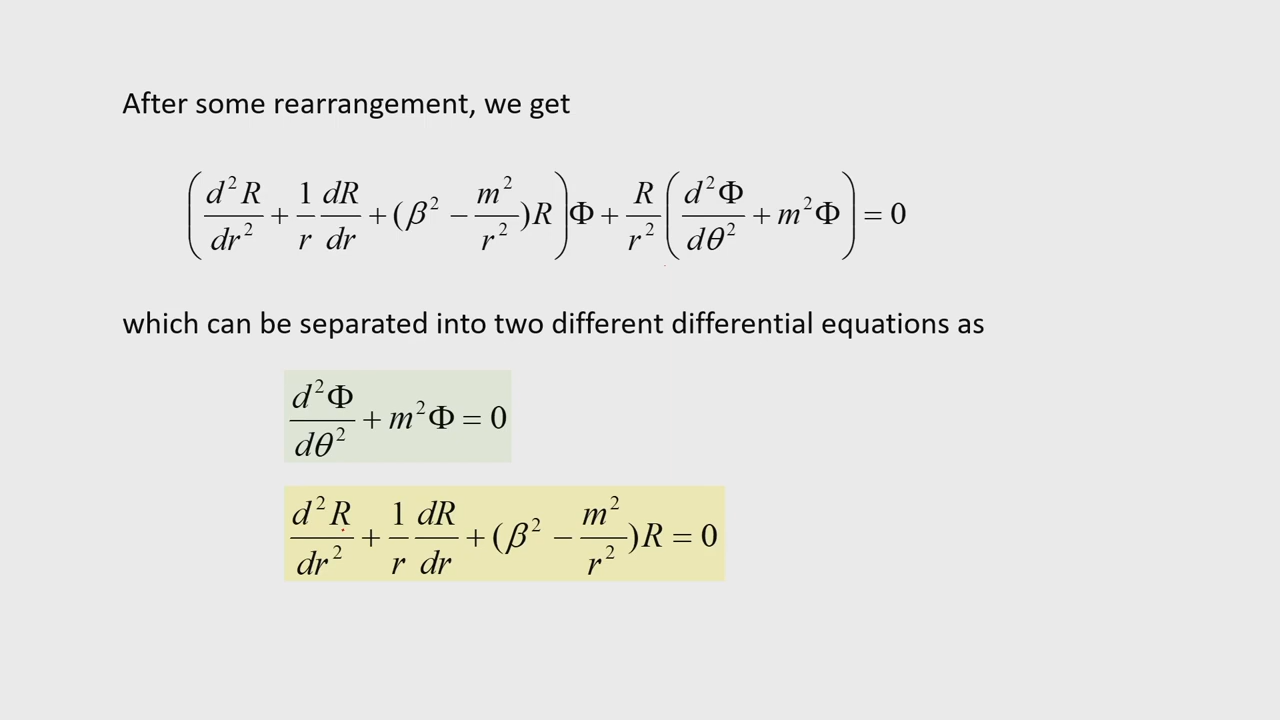 After some rearrangement, we get
(d²R/dr² + 1/r dR/dr + (β² − m²/r²)R)Φ + R/r² (d²Φ/dθ² + m²Φ) = 0
which can be separated into two different differential equations as
d²Φ/dθ² + m²Φ = 0
d²R/dr² + 1/r dR/dr + (β² − m²/r²)R = 0